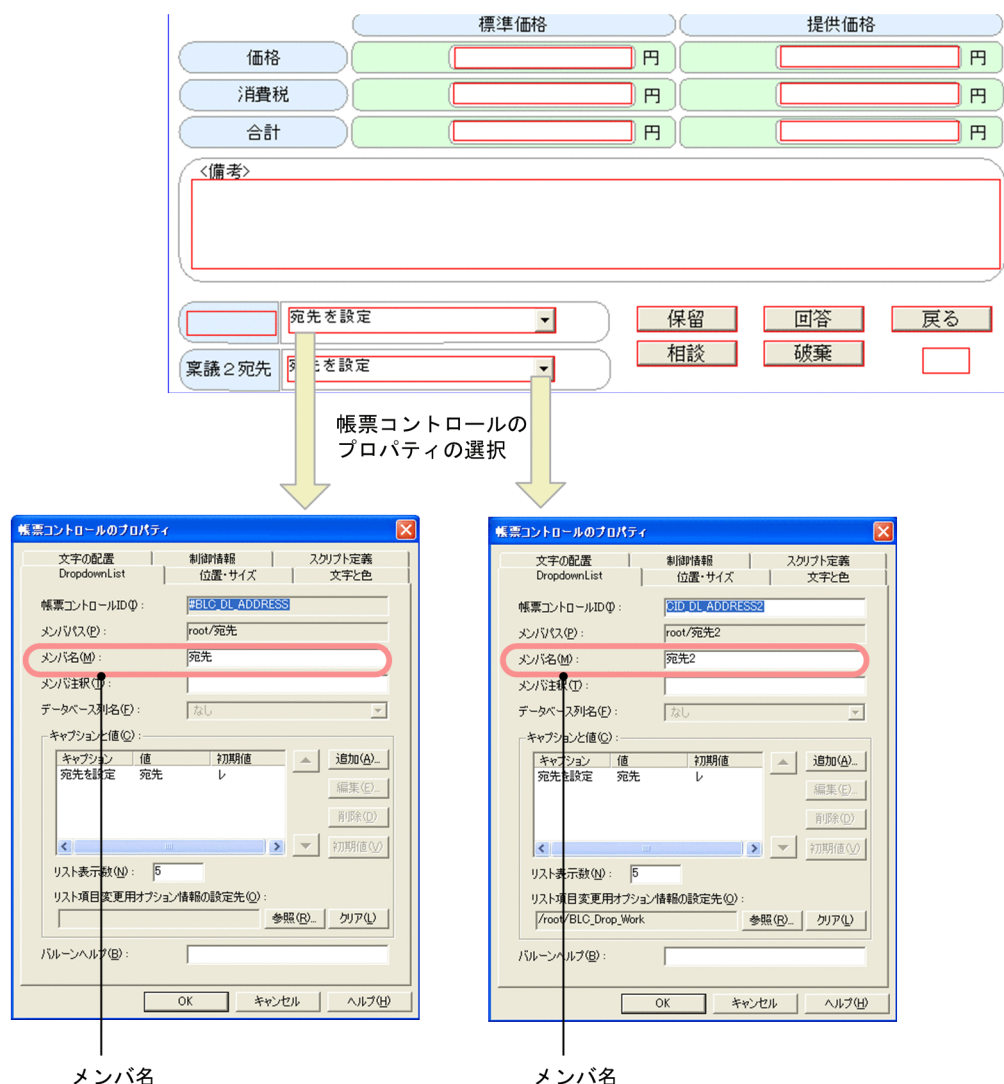 標準価格 提供価格
価格 円 円
消費税 円 円
合計 円 円
<備考>
宛先を設定 保留 回答 戻る
相談 破棄
稟議2宛先 宛先を設定
帳票コントロールの
プロパティの選択
帳票コントロールのプロパティ
文字の配置 制御情報 スクリプト定義
DropdownList 位置・サイズ 文字と色
帳票コントロールID(I): #BLC_DL_ADDRESS
メンバパス(P): root/宛先
メンバ名(M): 宛先
メンバ注釈(T):
データベース列名(F): なし
キャプションと値(C):
キャプション 値 初期値 追加(A)...
宛先を設定 宛先 レ
編集(E)...
削除(D)
初期値(V)
リスト表示数(N): 5
リスト項目変更用オプション情報の設定先(O):
参照(R)... クリア(L)
バルーンヘルプ(B):
OK キャンセル ヘルプ(H)
メンバ名
帳票コントロールのプロパティ
文字の配置 制御情報 スクリプト定義
DropdownList 位置・サイズ 文字と色
帳票コントロールID(I): CID_DL_ADDRESS2
メンバパス(P): root/宛先2
メンバ名(M): 宛先2
メンバ注釈(T):
データベース列名(F): なし
キャプションと値(C):
キャプション 値 初期値 追加(A)...
宛先を設定 宛先 レ
編集(E)...
削除(D)
初期値(V)
リスト表示数(N): 5
リスト項目変更用オプション情報の設定先(O):
/root/BLC_Drop_Work 参照(R)... クリア(L)
バルーンヘルプ(B):
OK キャンセル ヘルプ(H)
メンバ名